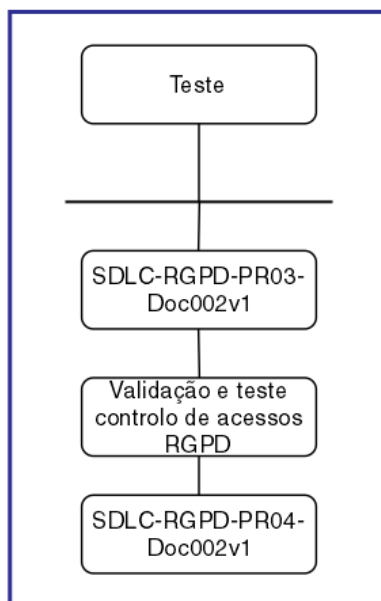 Teste
SDLC-RGPD-PR03-
Doc002v1
Validação e teste
controlo de acessos
RGPD
SDLC-RGPD-PR04-
Doc002v1